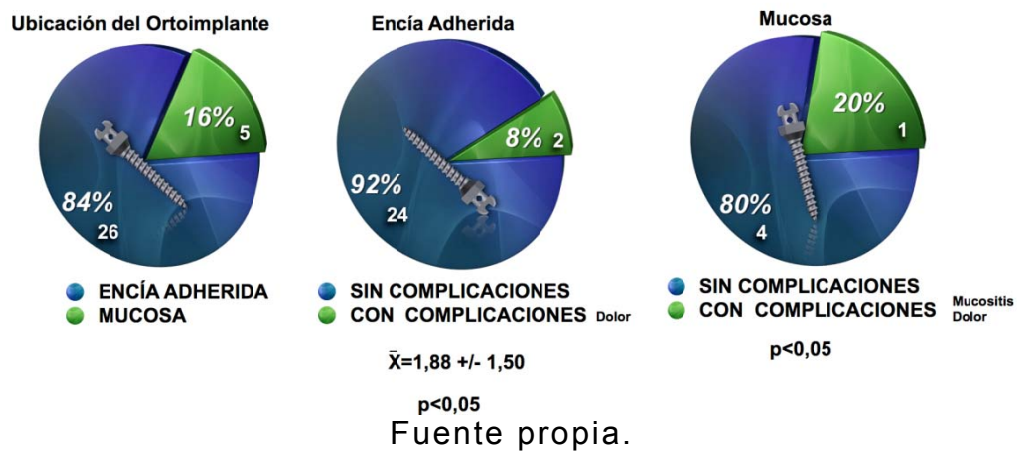 Ubicación del Ortoimplante
16%
5
84%
26
ENCÍA ADHERIDA
MUCOSA
Encía Adherida
8% 2
92%
24
SIN COMPLICACIONES
CON COMPLICACIONES Dolor
X̄=1,88 +/- 1,50
p<0,05
Mucosa
20%
1
80%
4
SIN COMPLICACIONES
CON COMPLICACIONES Mucositis
Dolor
p<0,05
Fuente propia.